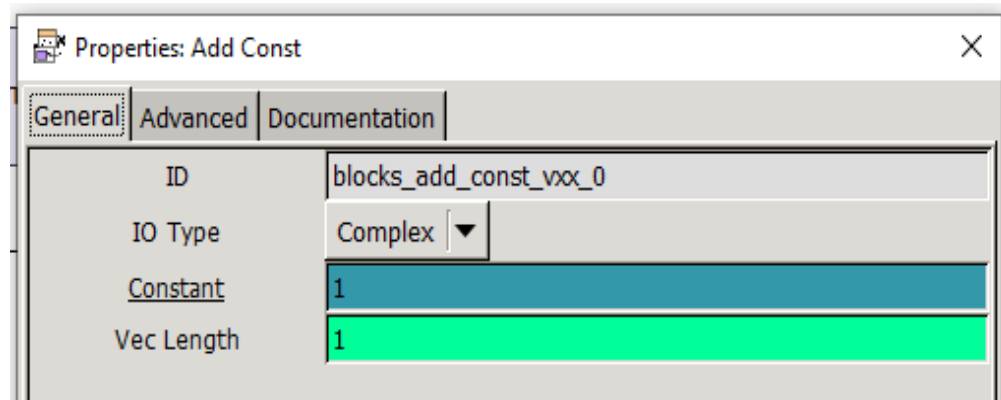 Properties: Add Const
General Advanced Documentation
ID blocks_add_const_vxx_0
IO Type Complex
Constant 1
Vec Length 1